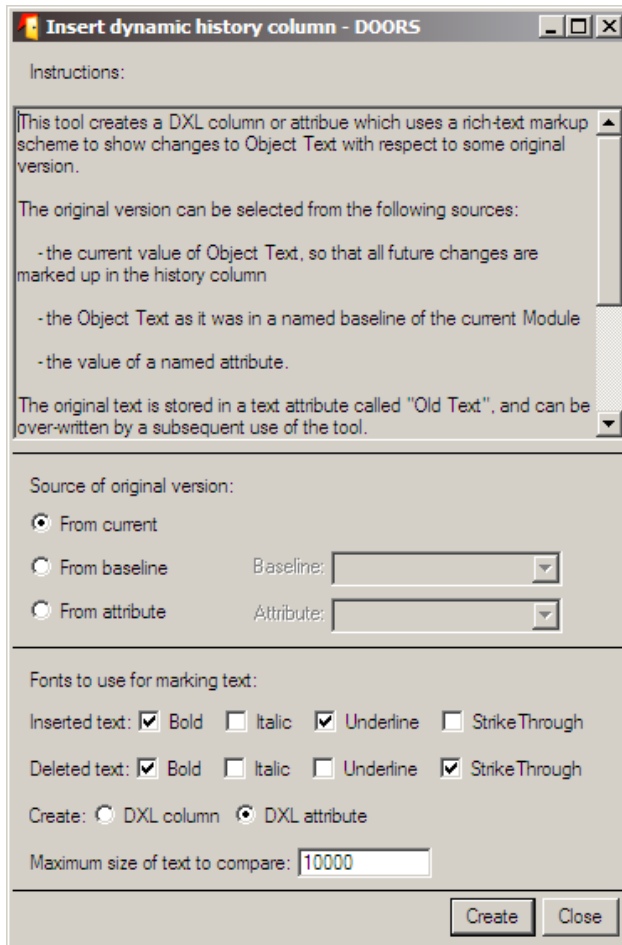 Insert dynamic history column - DOORS
Instructions:
This tool creates a DXL column or attribue which uses a rich-text markup
scheme to show changes to Object Text with respect to some original
version.
The original version can be selected from the following sources:
- the current value of Object Text, so that all future changes are
marked up in the history column
- the Object Text as it was in a named baseline of the current Module
- the value of a named attribute.
The original text is stored in a text attribute called "Old Text", and can be
over-written by a subsequent use of the tool.
Source of original version:
From current
From baseline Baseline:
From attribute Attribute:
Fonts to use for marking text:
Inserted text: Bold Italic Underline StrikeThrough
Deleted text: Bold Italic Underline StrikeThrough
Create: DXL column DXL attribute
Maximum size of text to compare: 10000
Create Close